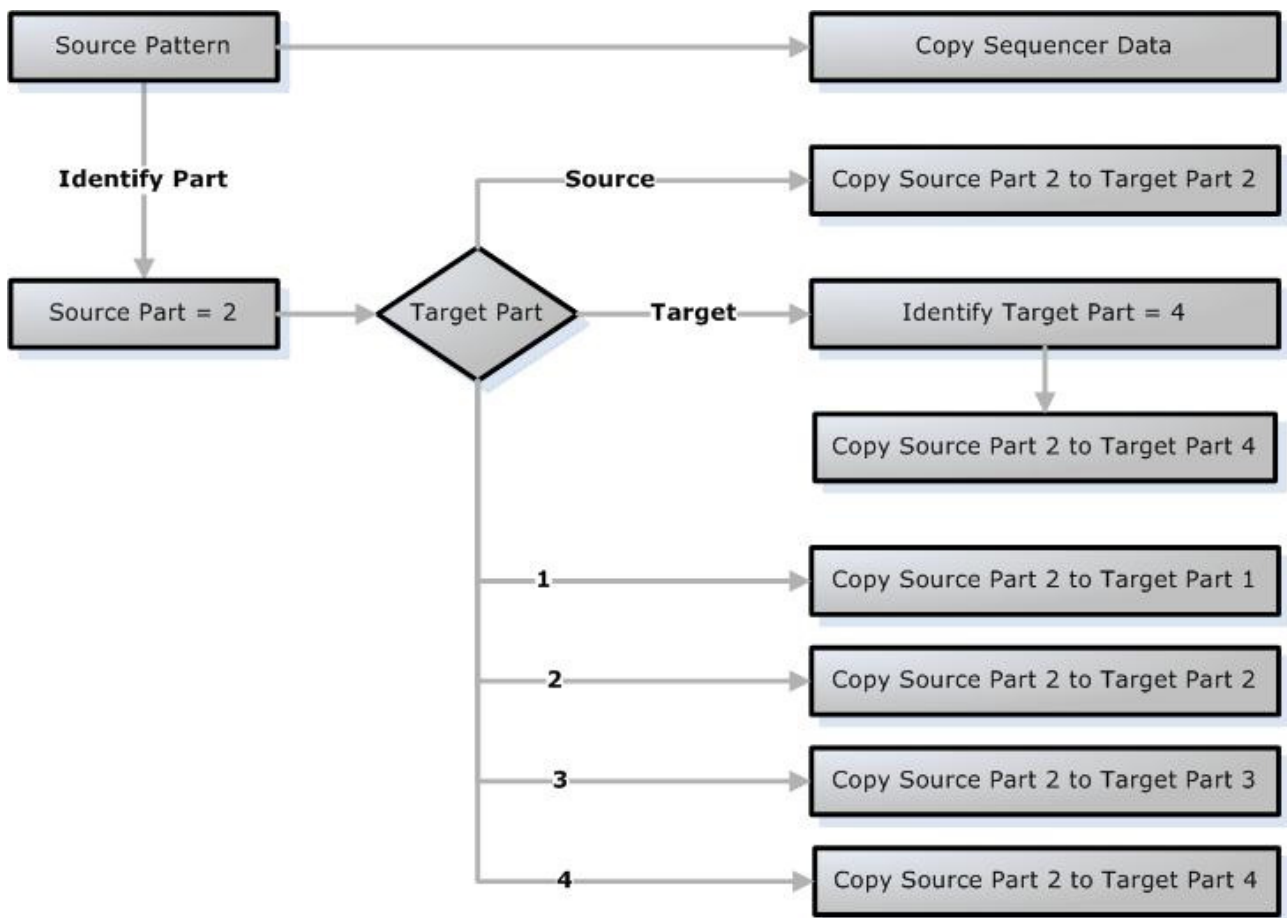 Source Pattern
Copy Sequencer Data
Identify Part
Source
Copy Source Part 2 to Target Part 2
Source Part = 2
Target Part
Target
Identify Target Part = 4
Copy Source Part 2 to Target Part 4
1
Copy Source Part 2 to Target Part 1
2
Copy Source Part 2 to Target Part 2
3
Copy Source Part 2 to Target Part 3
4
Copy Source Part 2 to Target Part 4